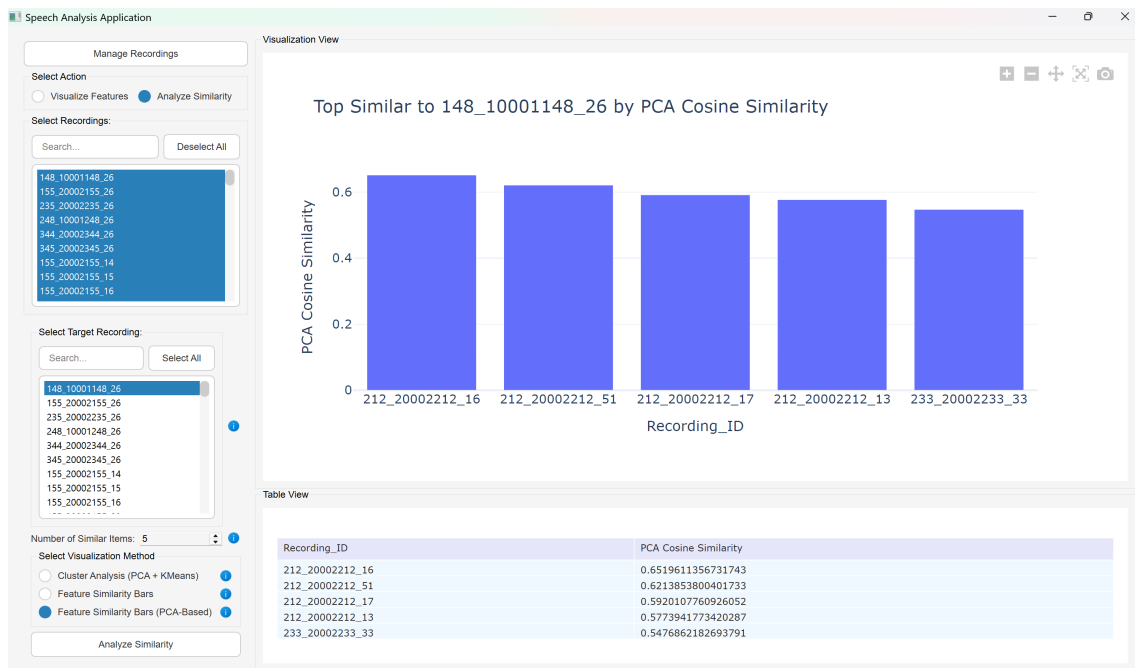 Speech Analysis Application
Manage Recordings
Select Action
Visualize Features
Analyze Similarity
Select Recordings:
Search...
Deselect All
148_10001148_26
155_20002155_26
235_20002235_26
248_10001248_26
344_20002344_26
345_20002345_26
155_20002155_14
155_20002155_15
155_20002155_16
Select Target Recording:
Search...
Select All
148_10001148_26
155_20002155_26
235_20002235_26
248_10001248_26
344_20002344_26
345_20002345_26
155_20002155_14
155_20002155_15
155_20002155_16
Number of Similar Items: 5
Select Visualization Method
Cluster Analysis (PCA + KMeans)
Feature Similarity Bars
Feature Similarity Bars (PCA-Based)
Analyze Similarity
Visualization View
Top Similar to 148_10001148_26 by PCA Cosine Similarity
PCA Cosine Similarity
0.6
0.4
0.2
0
212_20002212_16 212_20002212_51 212_20002212_17 212_20002212_13 233_20002233_33
Recording_ID
Table View
Recording_ID PCA Cosine Similarity
212_20002212_16 0.6519611356731743
212_20002212_51 0.6213853800401733
212_20002212_17 0.5920107760926052
212_20002212_13 0.5773941773420287
233_20002233_33 0.5476862182693791